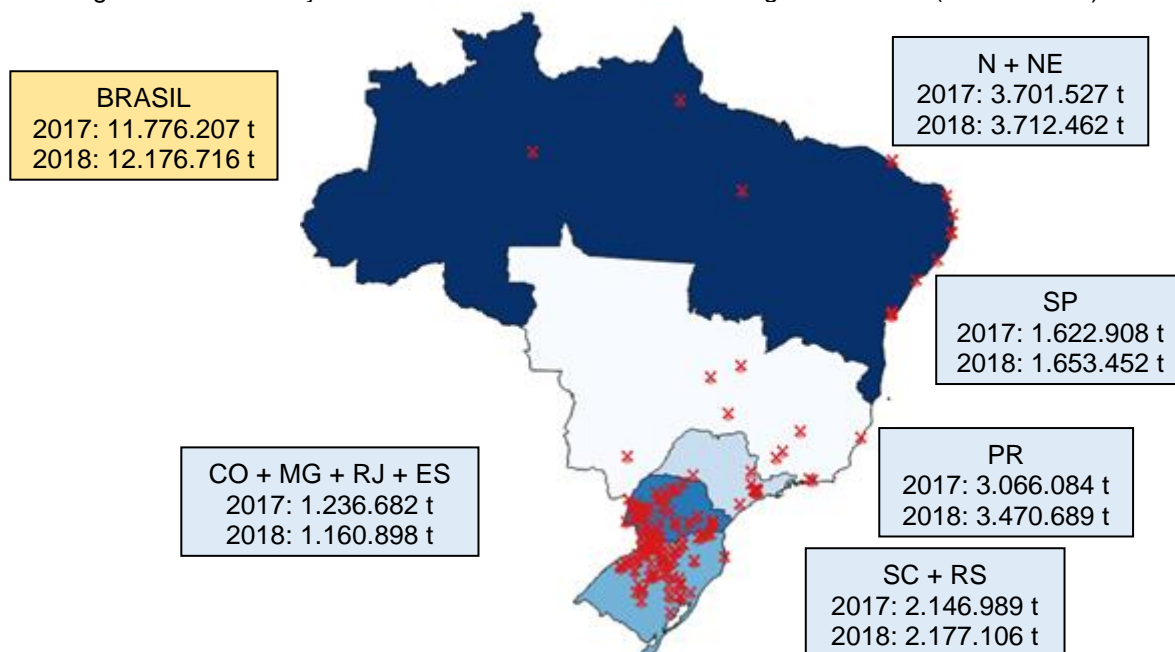 BRASIL
2017: 11.776.207 t
2018: 12.176.716 t
N + NE
2017: 3.701.527 t
2018: 3.712.462 t
SP
2017: 1.622.908 t
2018: 1.653.452 t
CO + MG + RJ + ES
2017: 1.236.682 t
2018: 1.160.898 t
PR
2017: 3.066.084 t
2018: 3.470.689 t
SC + RS
2017: 2.146.989 t
2018: 2.177.106 t